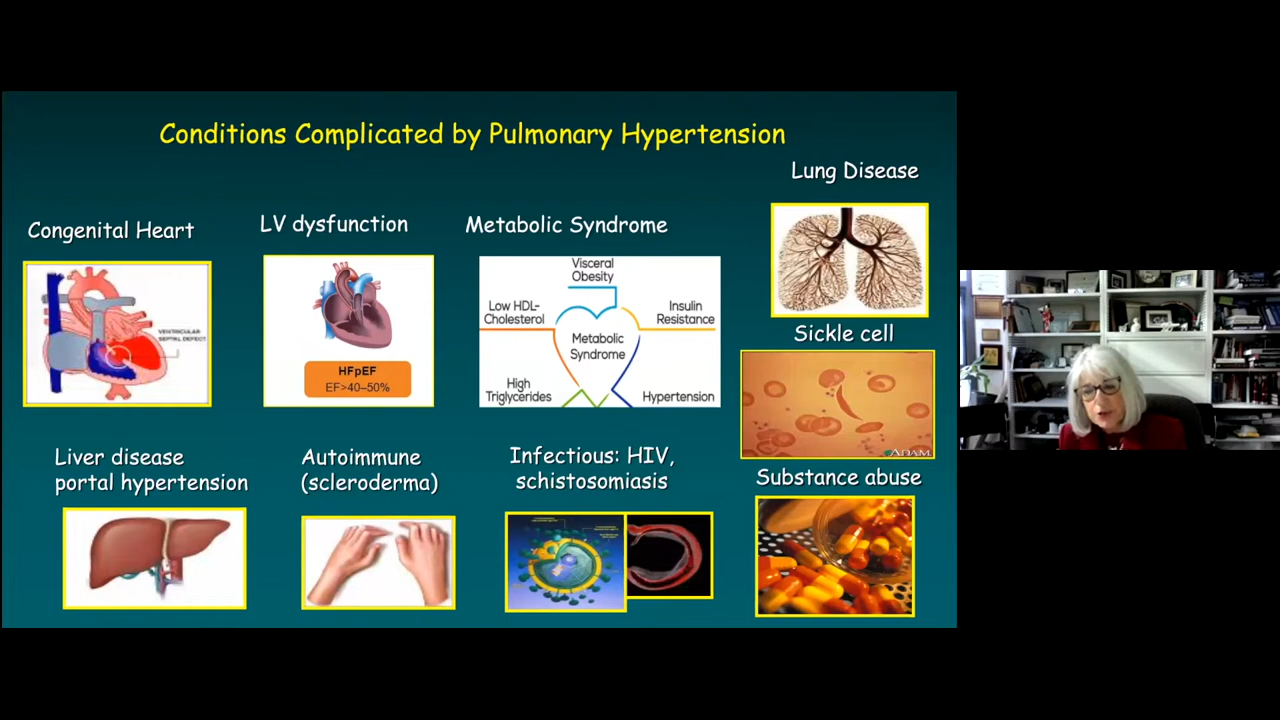 Conditions Complicated by Pulmonary Hypertension
Lung Disease
Congenital Heart
LV dysfunction
Metabolic Syndrome
VENTRICULAR
SEPTAL DEFECT
HFpEF
EF>40–50%
Visceral
Obesity
Low HDL-
Cholesterol
Insulin
Resistance
Metabolic
Syndrome
High
Triglycerides
Hypertension
Sickle cell
ADAM.
Liver disease
portal hypertension
Autoimmune
(scleroderma)
Infectious: HIV,
schistosomiasis
Substance abuse